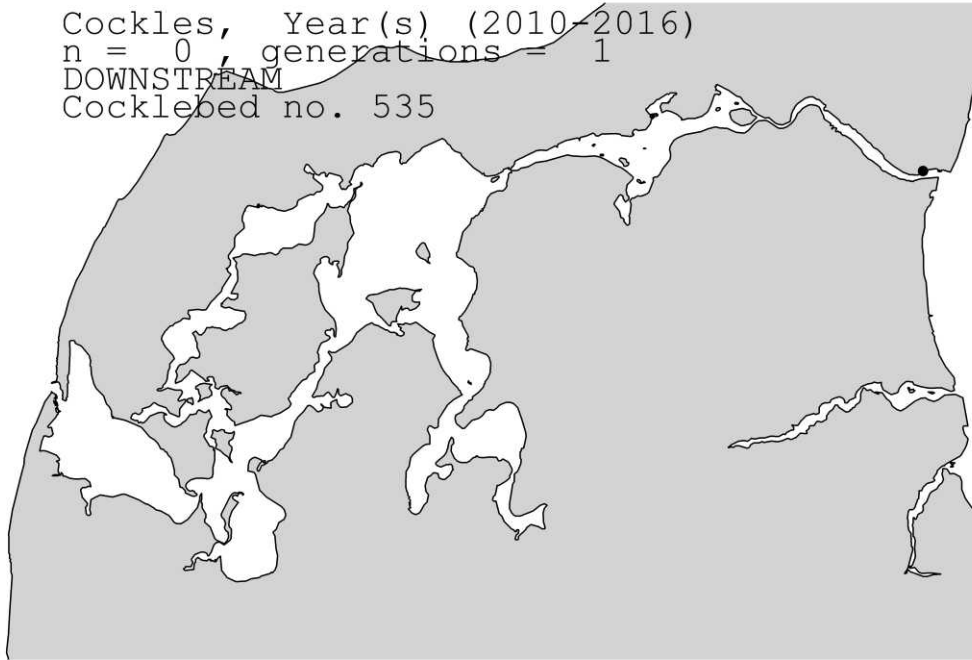 Cockles, Year(s) (2010-2016)
n = 0 , generations = 1
DOWNSTREAM
Cocklebed no. 535